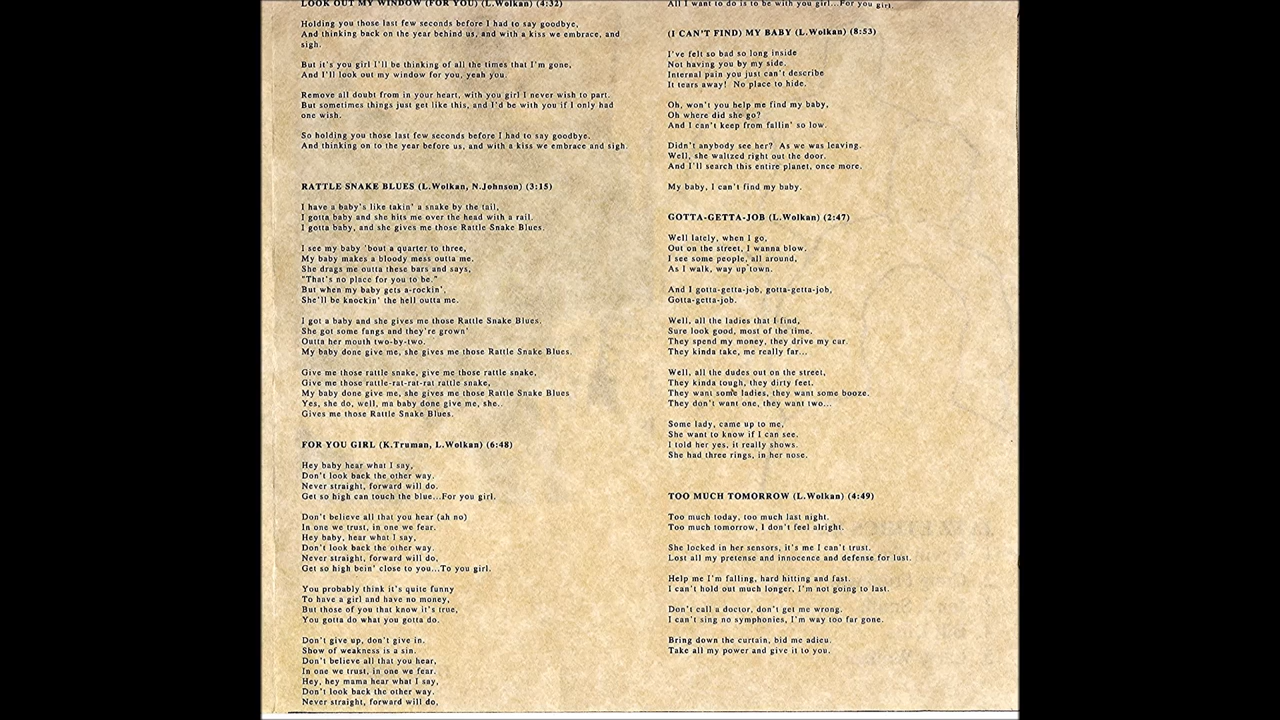 LOOK OUT MY WINDOW (FOR YOU) (L.Wolkan) (4:32)
Holding you those last few seconds before I had to say goodbye,
And thinking back on the year behind us, and with a kiss we embrace, and
sigh.
But it's you girl I'll be thinking of all the times that I'm gone,
And I'll look out my window for you, yeah you.
Remove all doubt from in your heart, with you girl I never wish to part.
But sometimes things just get like this, and I'd be with you if I only had
one wish.
So holding you those last few seconds before I had to say goodbye.
And thinking on to the year before us, and with a kiss we embrace and sigh.
RATTLE SNAKE BLUES (L.Wolkan, N.Johnson) (3:15)
I have a baby's like takin' a snake by the tail,
I gotta baby and she hits me over the head with a rail.
I gotta baby, and she gives me those Rattle Snake Blues.
I see my baby 'bout a quarter to three,
My baby makes a bloody mess outta me.
She drags me outta these bars and says,
"That's no place for you to be."
But when my baby gets a-rockin',
She'll be knockin' the hell outta me.
I got a baby and she gives me those Rattle Snake Blues.
She got some fangs and they're grown'
Outta her mouth two-by-two.
My baby done give me, she gives me those Rattle Snake Blues.
Give me those rattle snake, give me those rattle snake,
Give me those rattle-rat-rat-rat rattle snake,
My baby done give me, she gives me those Rattle Snake Blues
Yes, she do, well, ma baby done give me, she..
Gives me those Rattle Snake Blues.
FOR YOU GIRL (K.Truman, L.Wolkan) (6:48)
Hey baby hear what I say,
Don't look back the other way.
Never straight, forward will do.
Get so high can touch the blue...For you girl.
Don't believe all that you hear (ah no)
In one we trust, in one we fear.
Hey baby, hear what I say,
Don't look back the other way.
Never straight, forward will do,
Get so high bein' close to you...To you girl.
You probably think it's quite funny
To have a girl and have no money,
But those of you that know it's true,
You gotta do what you gotta do.
Don't give up, don't give in.
Show of weakness is a sin.
Don't believe all that you hear,
In one we trust, in one we fear.
Hey, hey mama hear what I say,
Don't look back the other way.
Never straight, forward will do,
All I want to do is to be with you girl...For you girl.
(I CAN'T FIND) MY BABY (L.Wolkan) (8:53)
I've felt so bad so long inside
Not having you by my side.
Internal pain you just can't describe
It tears away! No place to hide.
Oh, won't you help me find my baby,
Oh where did she go?
And I can't keep from fallin' so low.
Didn't anybody see her? As we was leaving.
Well, she waltzed right out the door.
And I'll search this entire planet, once more.
My baby, I can't find my baby.
GOTTA-GETTA-JOB (L.Wolkan) (2:47)
Well lately, when I go,
Out on the street, I wanna blow.
I see some people, all around,
As I walk, way up town.
And I gotta-getta-job, gotta-getta-job,
Gotta-getta-job.
Well, all the ladies that I find,
Sure look good, most of the time.
They spend my money, they drive my car.
They kinda take, me really far...
Well, all the dudes out on the street,
They kinda tough, they dirty feet.
They want some ladies, they want some booze.
They don't want one, they want two...
Some lady, came up to me,
She want to know if I can see.
I told her yes, it really shows.
She had three rings, in her nose.
TOO MUCH TOMORROW (L.Wolkan) (4:49)
Too much today, too much last night.
Too much tomorrow, I don't feel alright.
She locked in her sensors, it's me I can't trust.
Lost all my pretense and innocence and defense for lust.
Help me I'm falling, hard hitting and fast.
I can't hold out much longer, I'm not going to last.
Don't call a doctor, don't get me wrong.
I can't sing no symphonies, I'm way too far gone.
Bring down the curtain, bid me adieu.
Take all my power and give it to you.